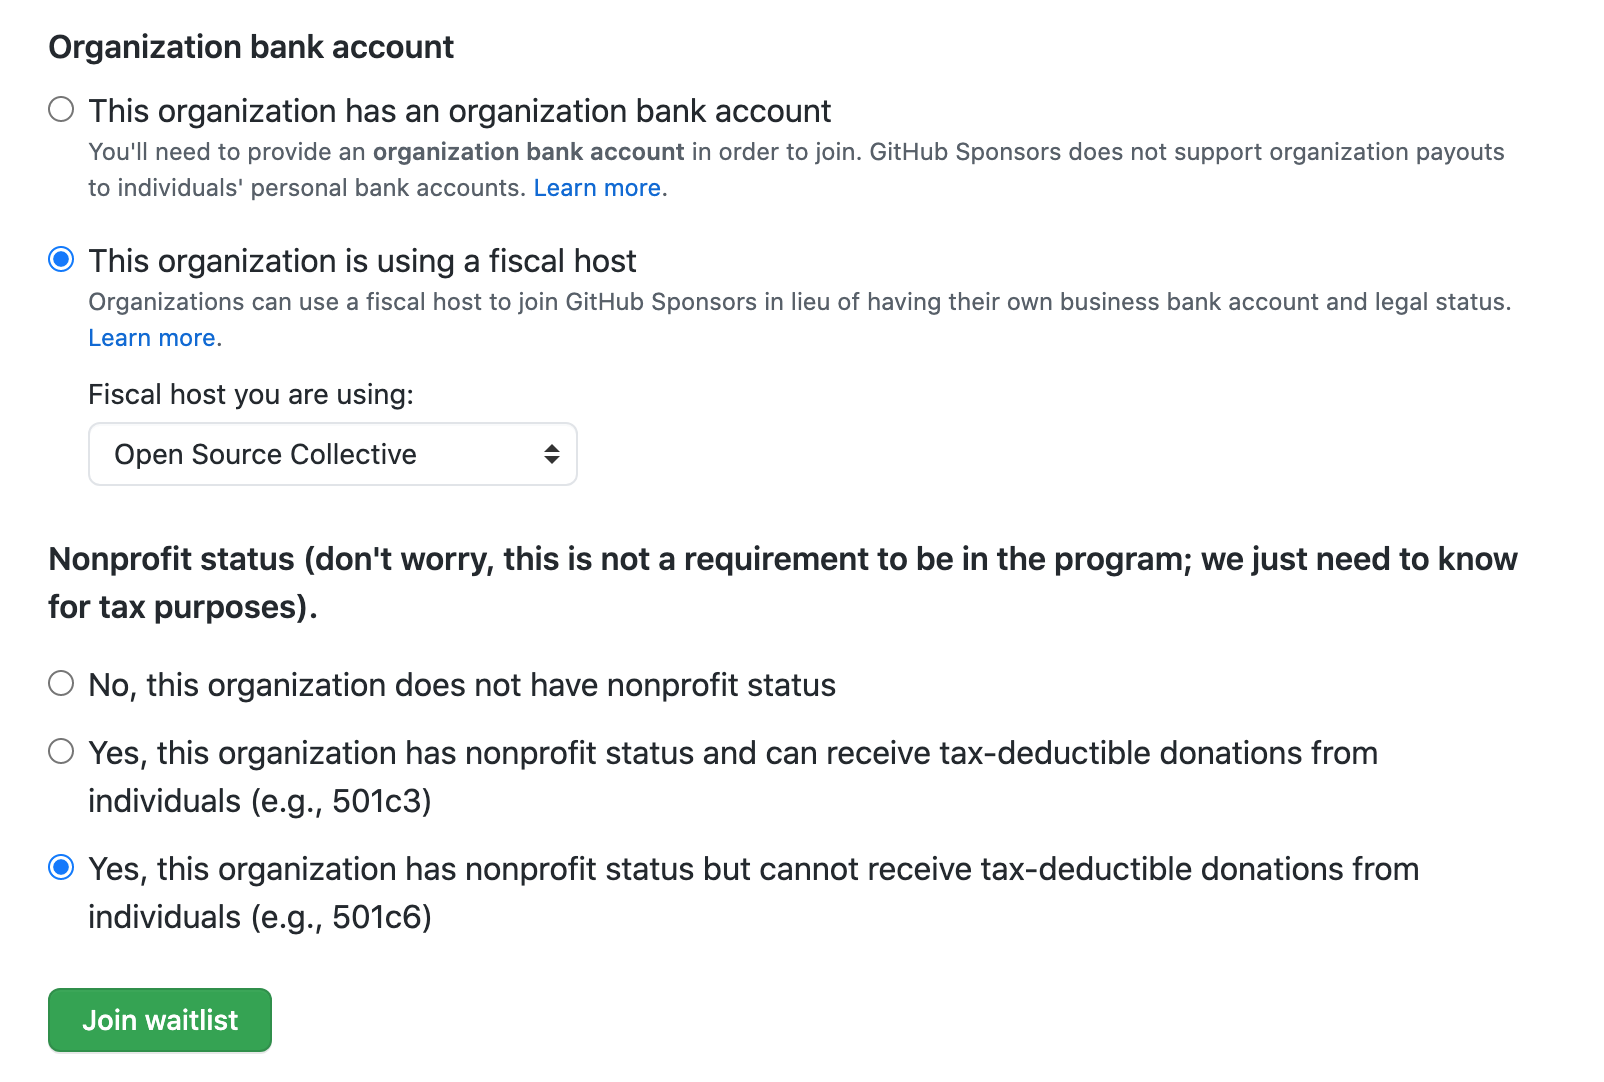 Organization bank account
This organization has an organization bank account
You'll need to provide an organization bank account in order to join. GitHub Sponsors does not support organization payouts
to individuals' personal bank accounts. Learn more.
This organization is using a fiscal host
Organizations can use a fiscal host to join GitHub Sponsors in lieu of having their own business bank account and legal status.
Learn more.
Fiscal host you are using:
Open Source Collective
Nonprofit status (don't worry, this is not a requirement to be in the program; we just need to know
for tax purposes).
No, this organization does not have nonprofit status
Yes, this organization has nonprofit status and can receive tax-deductible donations from
individuals (e.g., 501c3)
Yes, this organization has nonprofit status but cannot receive tax-deductible donations from
individuals (e.g., 501c6)
Join waitlist